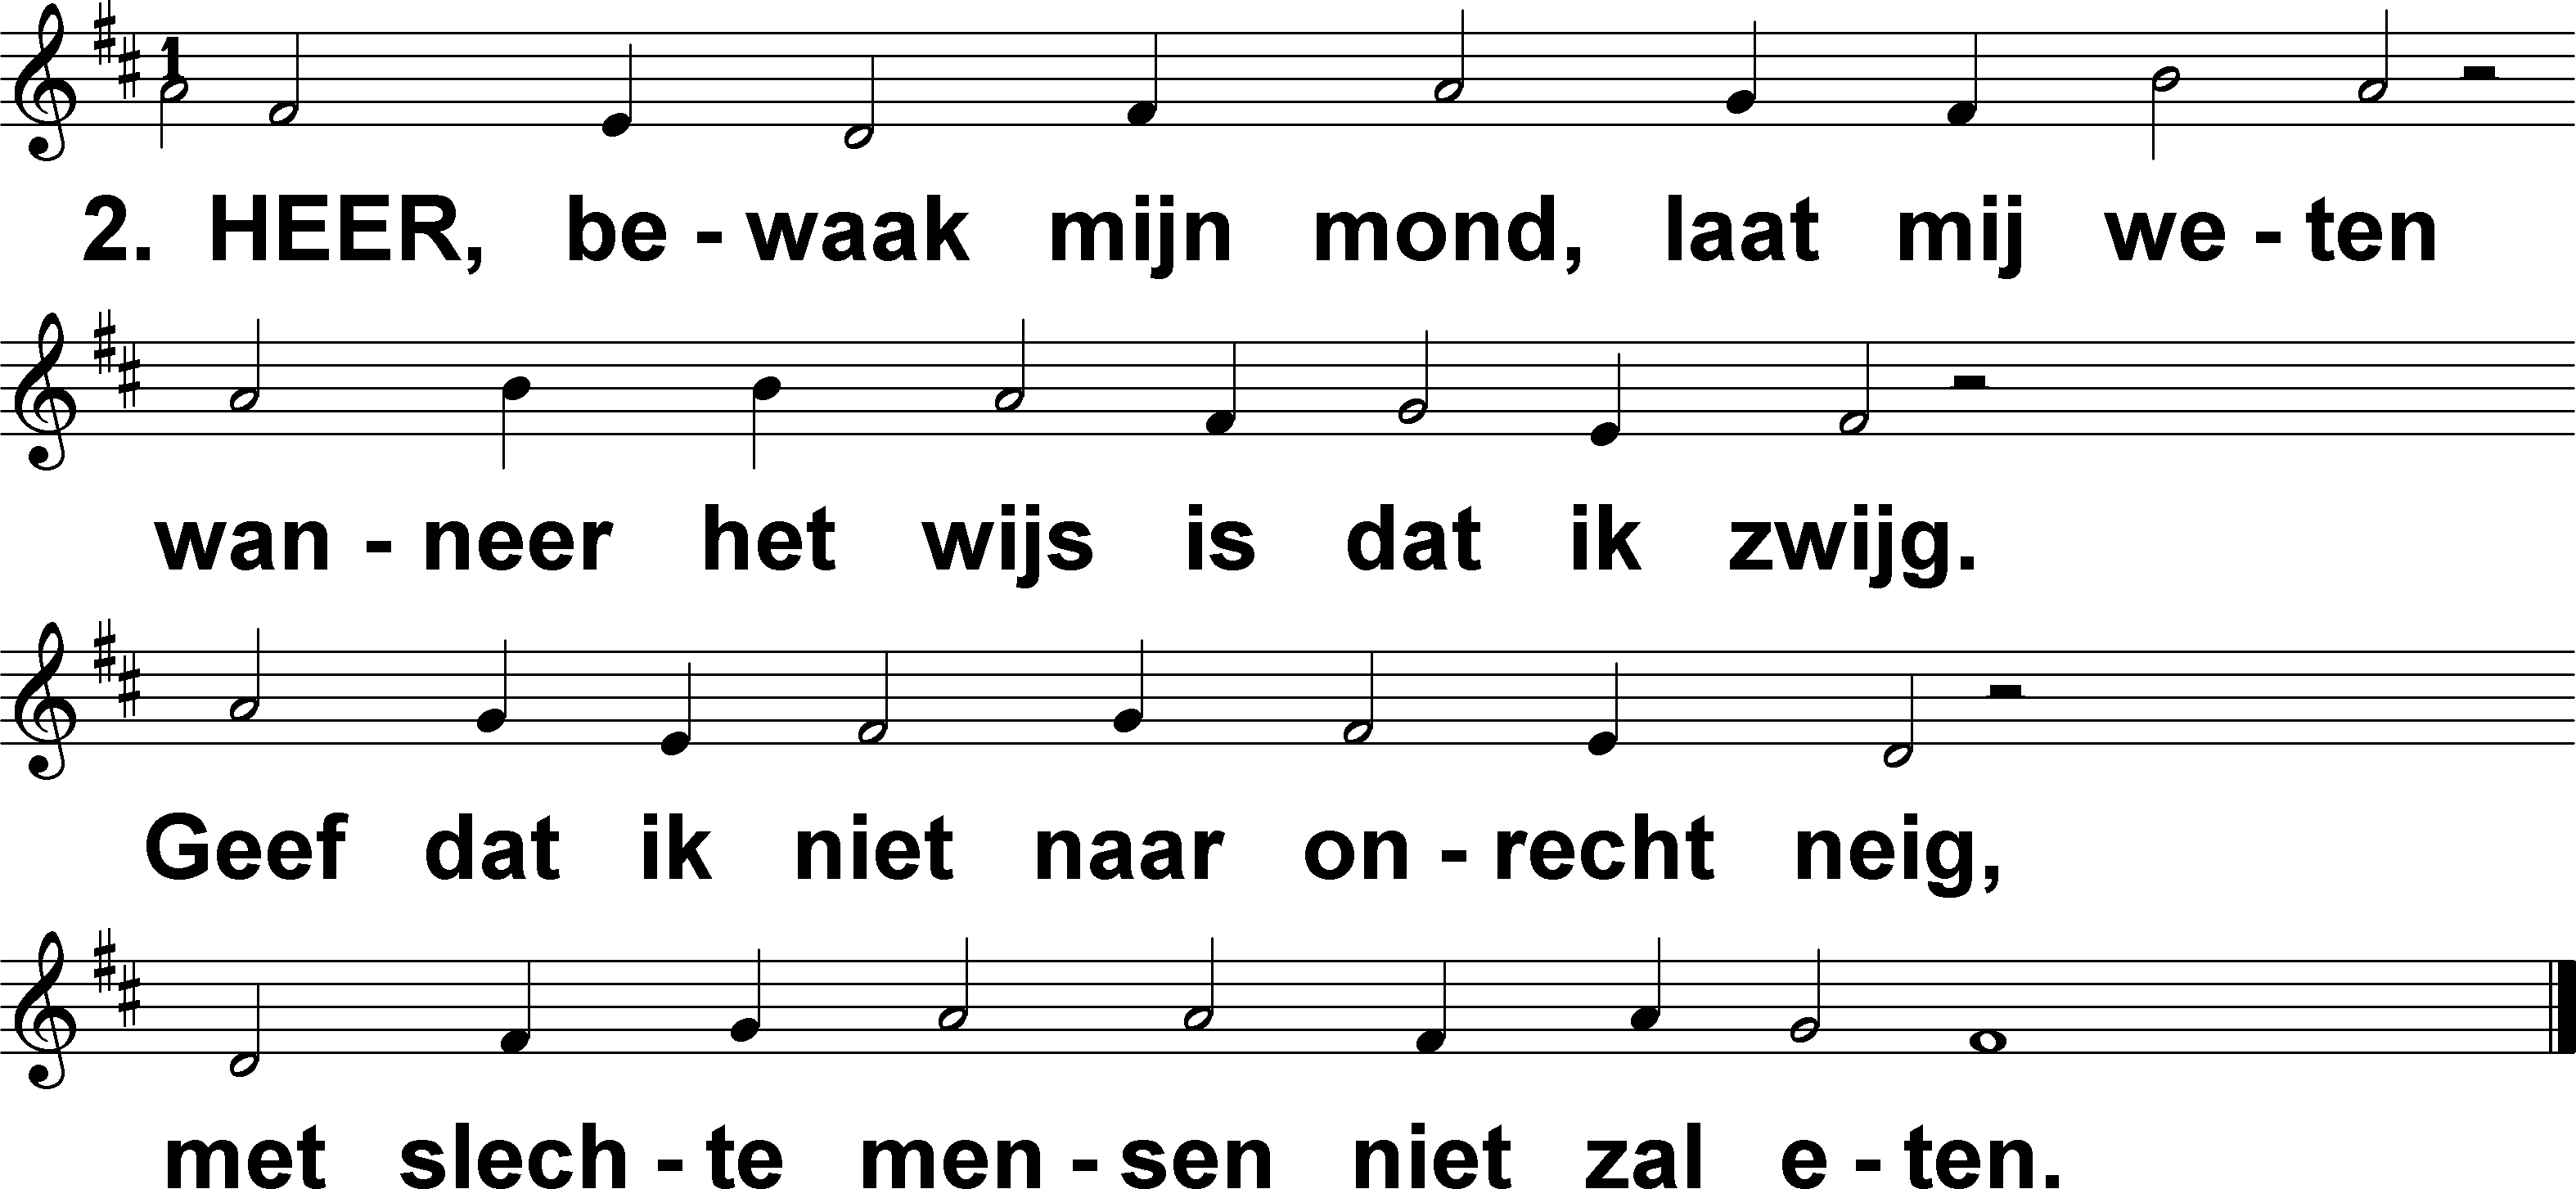 1
2. HEER, be - waak mijn mond, laat mij we - ten
wan - neer het wijs is dat ik zwijg.
Geef dat ik niet naar on - recht neig,
met slech - te men - sen niet zal e - ten.